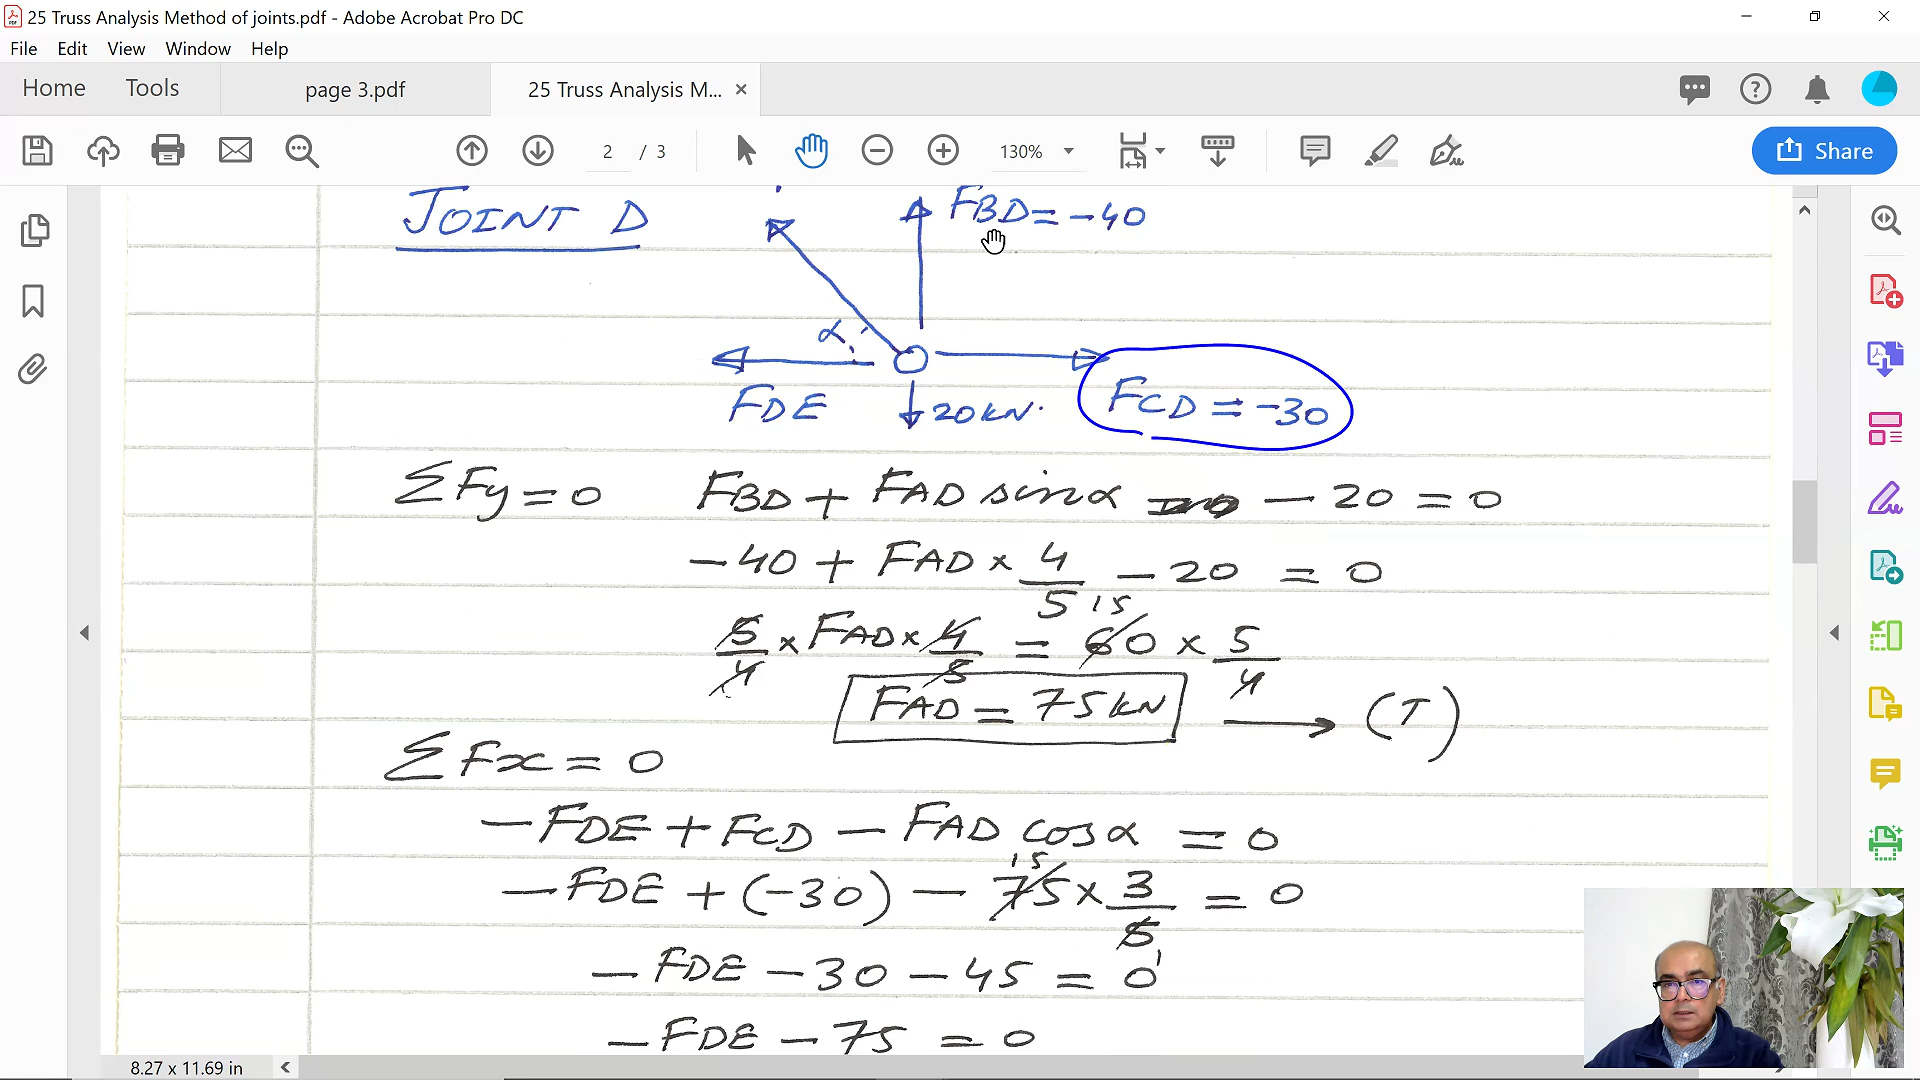 25 Truss Analysis Method of joints.pdf - Adobe Acrobat Pro DC
File Edit View Window Help
Home Tools page 3.pdf 25 Truss Analysis M...
2 / 3 130% Share
JOINT D FBD = -40
α
FDE 20KN. FCD = -30
ΣFy = 0 FBD + FAD sinα - 20 = 0
-40 + FAD × 4/5 - 20 = 0
5/4 × FAD × 4/5 = 60 15 × 5/4
FAD = 75KN → (T)
ΣFx = 0
-FDE + FCD - FAD cosα = 0
-FDE + (-30) - 75 15 × 3/5 1 = 0
-FDE - 30 - 45 = 0
-FDE - 75 = 0
8.27 x 11.69 in